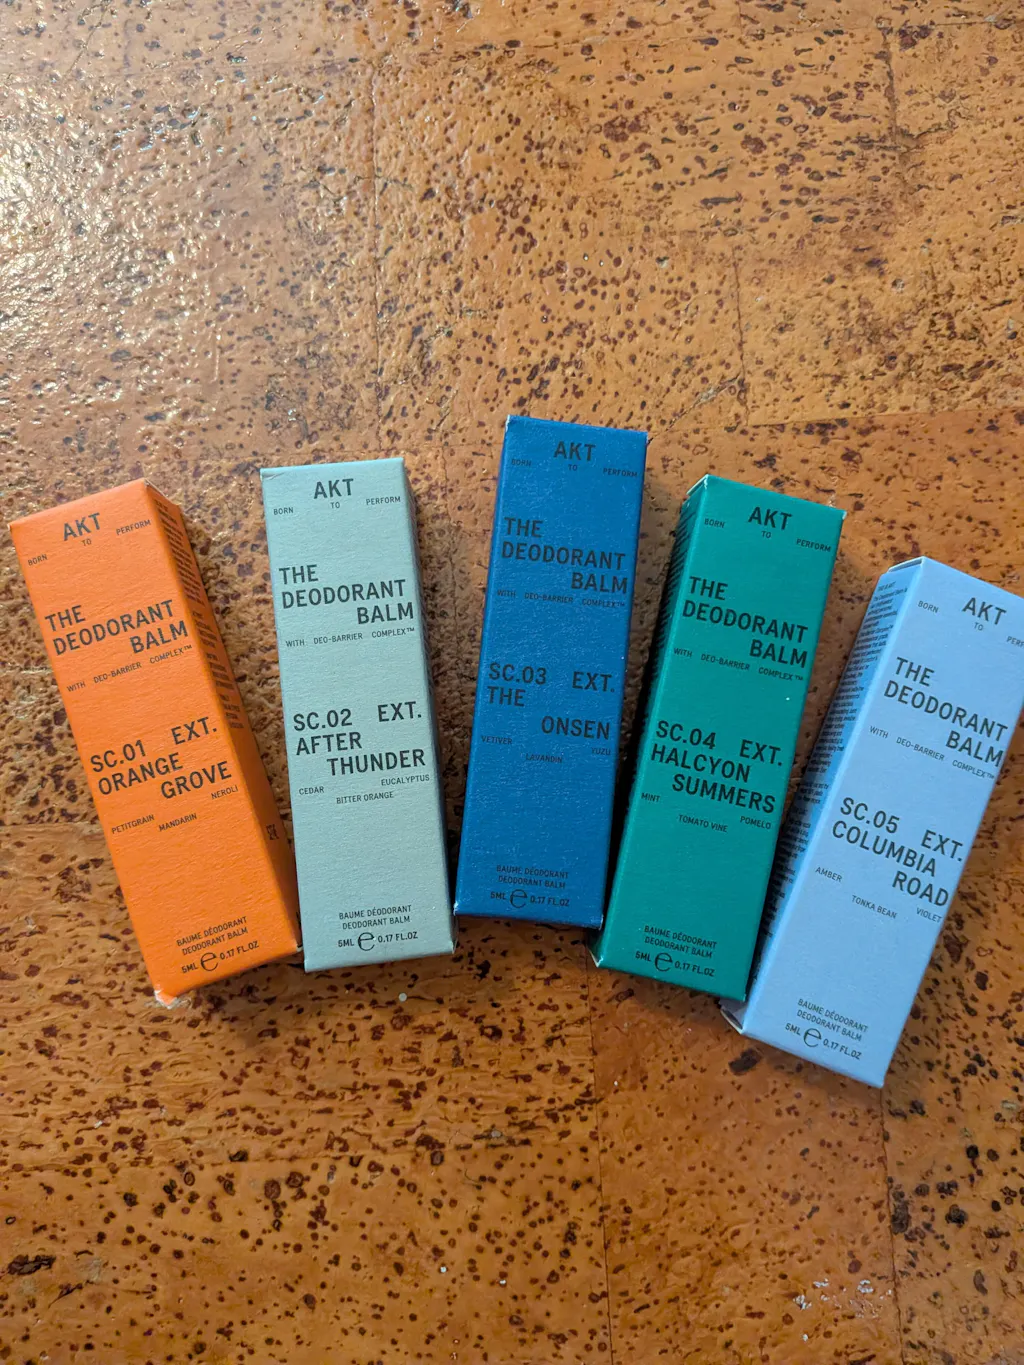 AKT
BORN TO PERFORM
THE
DEODORANT
BALM
WITH DEO-BARRIER COMPLEX™
SC.01 EXT.
ORANGE
GROVE
PETITGRAIN MANDARIN NEROLI
BAUME DÉODORANT
DEODORANT BALM
5ML ℮ 0.17 FL.OZ
AKT
BORN TO PERFORM
THE
DEODORANT
BALM
WITH DEO-BARRIER COMPLEX™
SC.02 EXT.
AFTER
THUNDER
CEDAR BITTER ORANGE EUCALYPTUS
BAUME DÉODORANT
DEODORANT BALM
5ML ℮ 0.17 FL.OZ
AKT
BORN TO PERFORM
THE
DEODORANT
BALM
WITH DEO-BARRIER COMPLEX™
SC.03 EXT.
THE
ONSEN
VETIVER LAVANDIN YUZU
BAUME DÉODORANT
DEODORANT BALM
5ML ℮ 0.17 FL.OZ
AKT
BORN TO PERFORM
THE
DEODORANT
BALM
WITH DEO-BARRIER COMPLEX™
SC.04 EXT.
HALCYON
SUMMERS
MINT TOMATO VINE POMELO
BAUME DÉODORANT
DEODORANT BALM
5ML ℮ 0.17 FL.OZ
AKT
BORN TO PERF
THE
DEODORANT
BALM
WITH DEO-BARRIER COMPLEX™
SC.05 EXT.
COLUMBIA
ROAD
AMBER TONKA BEAN VIOLET
BAUME DÉODORANT
DEODORANT BALM
5ML ℮ 0.17 FL.OZ